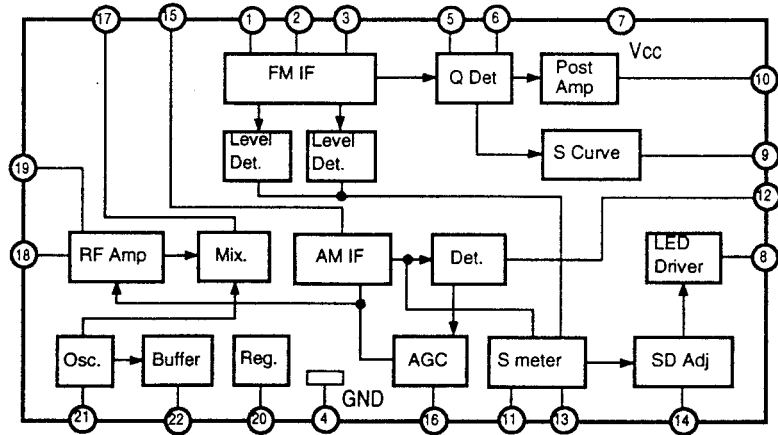 17
15
1
2
3
5
6
7
Vcc
FM IF
Q Det
Post
Amp
10
Level
Det.
Level
Det.
S Curve
9
19
12
18
RF Amp
Mix.
AM IF
Det.
LED
Driver
8
Osc.
Buffer
Reg.
GND
AGC
S meter
SD Adj
21
22
20
4
16
11
13
14